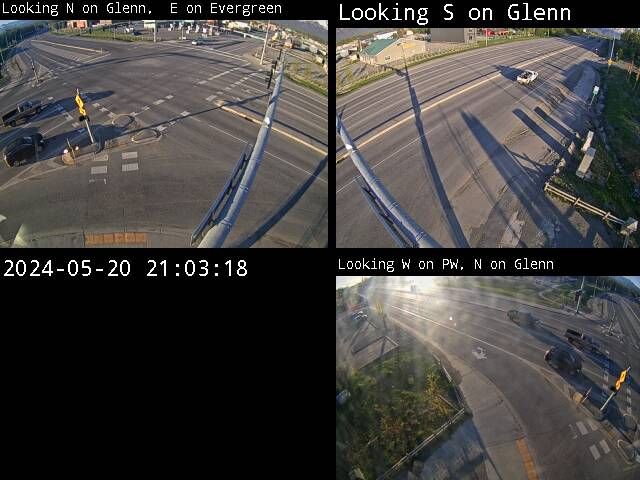 Looking N on Glenn, E on Evergreen
Looking S on Glenn
2024-05-20 21:03:18
Looking W on PW, N on Glenn